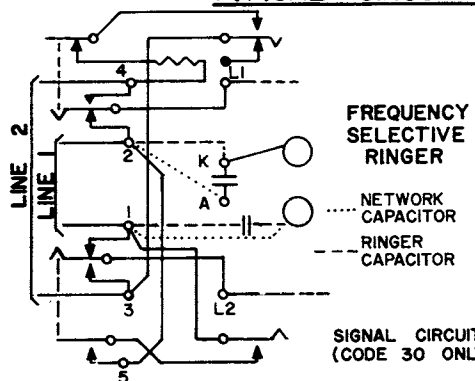 4
L1
LINE 2
LINE 1
2
K
A
1
3
L2
5
FREQUENCY
SELECTIVE
RINGER
NETWORK
CAPACITOR
RINGER
CAPACITOR
SIGNAL CIRCUIT
(CODE 30 ONL